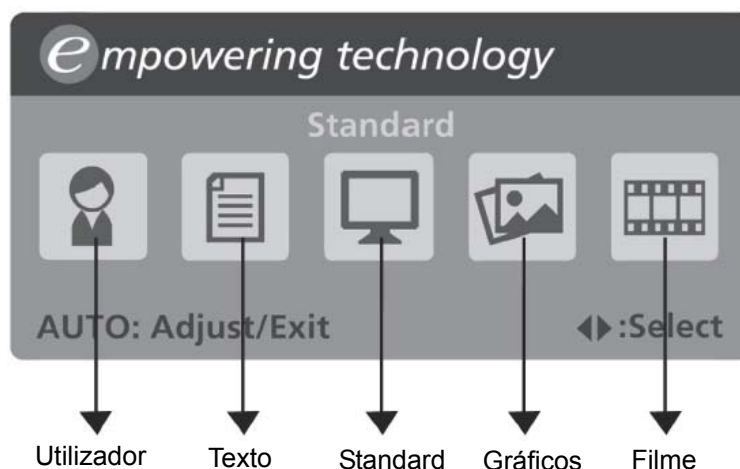 empowering technology
Standard
AUTO: Adjust/Exit ◀▶:Select
Utilizador Texto Standard Gráficos Filme